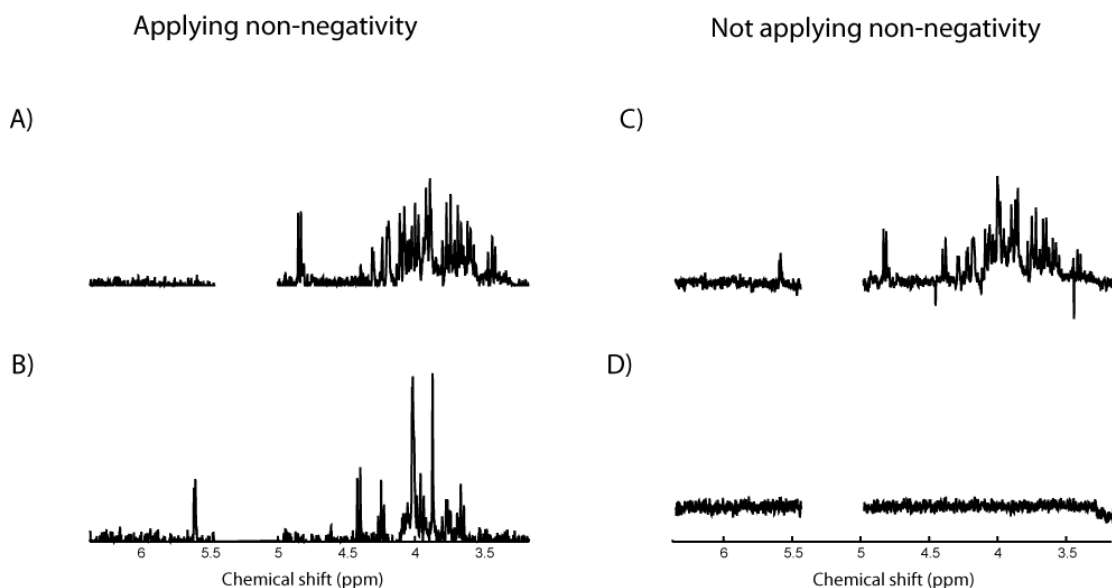 Applying non-negativity
Not applying non-negativity
A)
C)
B)
D)
6 5.5 5 4.5 4 3.5
6 5.5 5 4.5 4 3.5
Chemical shift (ppm)
Chemical shift (ppm)